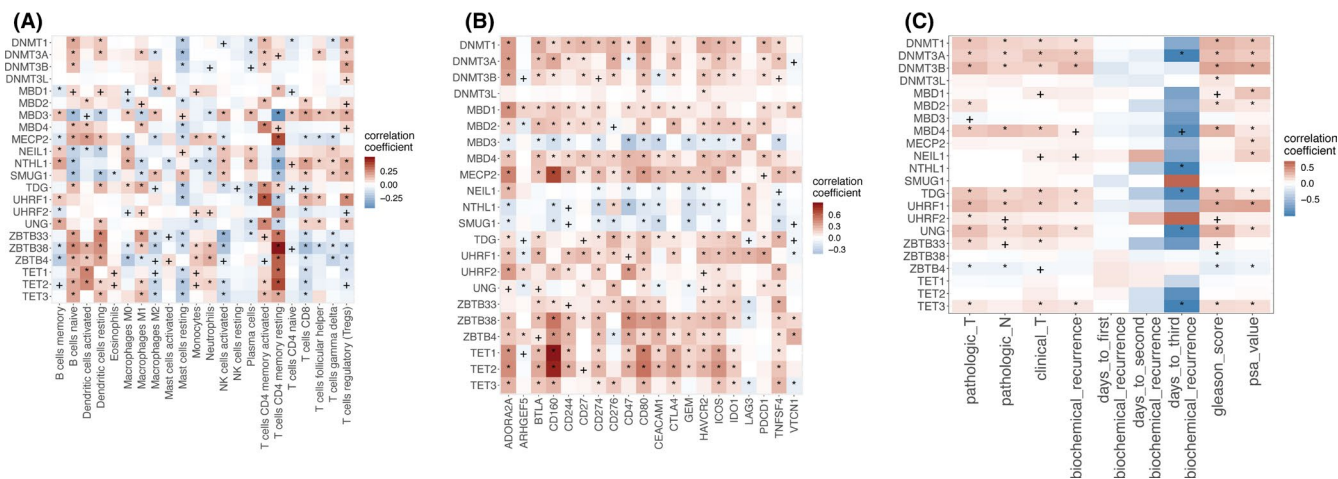 (A)
DNMT1
DNMT3A
DNMT3B
DNMT3L
MBD1
MBD2
MBD3
MBD4
MECP2
NEIL1
NTHL1
SMUG1
TDG
UHRF1
UHRF2
UNG
ZBTB33
ZBTB38
ZBTB4
TET1
TET2
TET3
B cells memory
B cells naive
Dendritic cells activated
Dendritic cells resting
Eosinophils
Macrophages M0
Macrophages M1
Macrophages M2
Mast cells activated
Mast cells resting
Monocytes
Neutrophils
NK cells activated
NK cells resting
Plasma cells
T cells CD4 memory activated
T cells CD4 memory resting
T cells CD4 naive
T cells CD8
T cells follicular helper
T cells gamma delta
T cells regulatory (Tregs)
correlation
coefficient
0.25
0.00
−0.25
(B)
DNMT1
DNMT3A
DNMT3B
DNMT3L
MBD1
MBD2
MBD3
MBD4
MECP2
NEIL1
NTHL1
SMUG1
TDG
UHRF1
UHRF2
UNG
ZBTB33
ZBTB38
ZBTB4
TET1
TET2
TET3
ADORA2A
ARHGEF5
BTLA
CD160
CD244
CD27
CD274
CD276
CD47
CD80
CEACAM1
CTLA4
GEM
HAVCR2
ICOS
IDO1
LAG3
PDCD1
TNFSF4
VTCN1
correlation
coefficient
0.6
0.3
0.0
−0.3
(C)
DNMT1
DNMT3A
DNMT3B
DNMT3L
MBD1
MBD2
MBD3
MBD4
MECP2
NEIL1
NTHL1
SMUG1
TDG
UHRF1
UHRF2
UNG
ZBTB33
ZBTB38
ZBTB4
TET1
TET2
TET3
pathologic_T
pathologic_N
clinical_T
biochemical_recurrence
days_to_first
biochemical_recurrence
days_to_second
biochemical_recurrence
days_to_third
biochemical_recurrence
gleason_score
psa_value
correlation
coefficient
0.5
0.0
−0.5